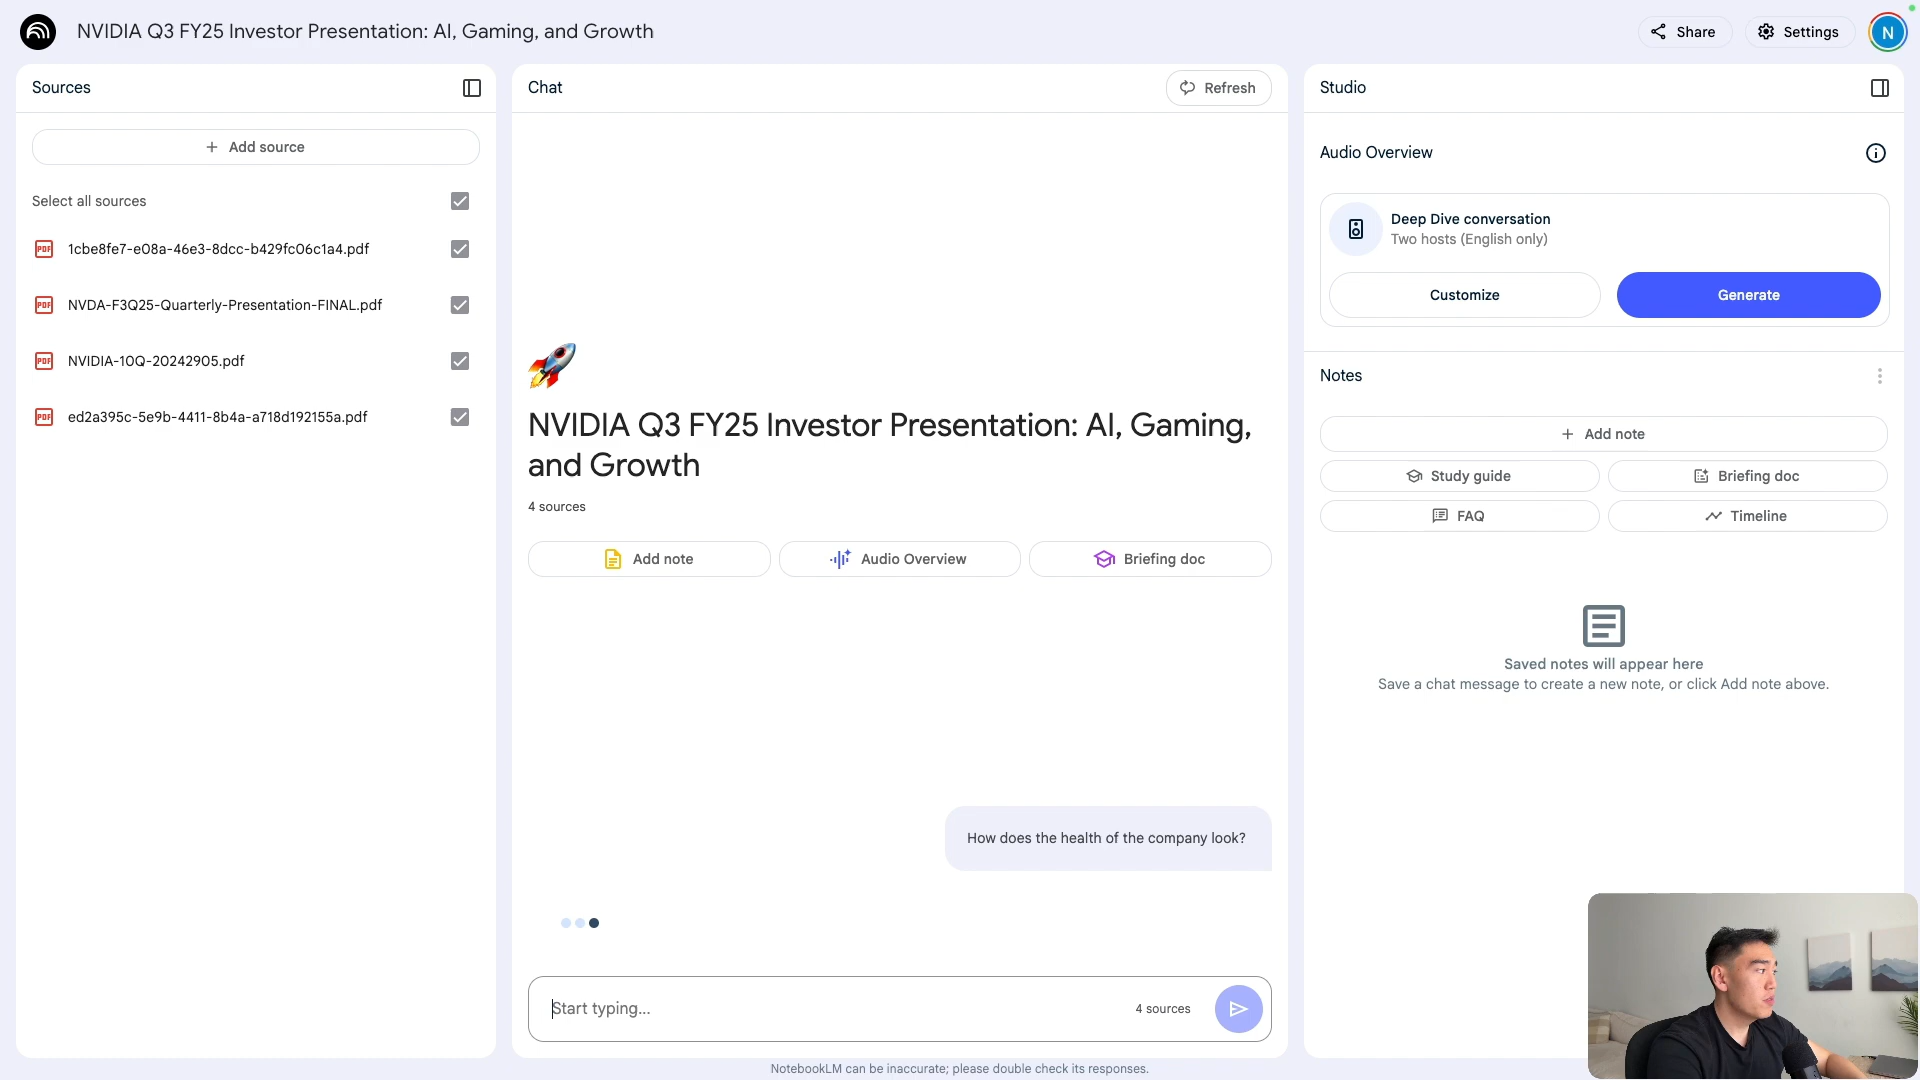 NVIDIA Q3 FY25 Investor Presentation: AI, Gaming, and Growth
Share
Settings
N
Sources
Add source
Select all sources
PDF 1cbe8fe7-e08a-46e3-8dcc-b429fc06c1a4.pdf
PDF NVDA-F3Q25-Quarterly-Presentation-FINAL.pdf
PDF NVIDIA-10Q-20242905.pdf
PDF ed2a395c-5e9b-4411-8b4a-a718d192155a.pdf
Chat
Refresh
NVIDIA Q3 FY25 Investor Presentation: AI, Gaming,
and Growth
4 sources
Add note
Audio Overview
Briefing doc
How does the health of the company look?
Start typing...
4 sources
NotebookLM can be inaccurate; please double check its responses.
Studio
Audio Overview
Deep Dive conversation
Two hosts (English only)
Customize
Generate
Notes
Add note
Study guide
Briefing doc
FAQ
Timeline
Saved notes will appear here
Save a chat message to create a new note, or click Add note above.